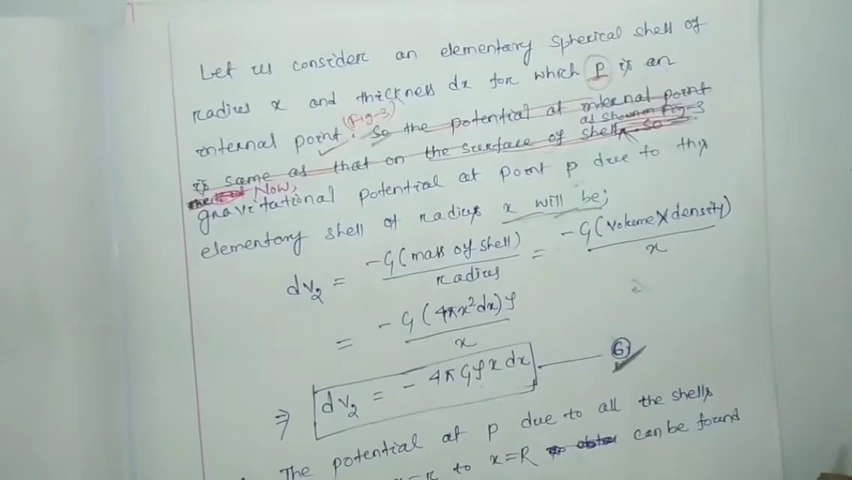 Let us consider an elementary spherical shell of
radius x and thickness dx for which P is an
(Fig-3)
internal point. So the potential at internal point
as shown in Fig-3
is same as that on the surface of shell. So
Now,
gravitational potential at point P due to this
elementary shell of radius x will be;
dV₂ = -G(mass of shell)/radius = -G(volume×density)/x
= -G(4πx²dx)ρ/x
⇒ dV₂ = -4πGρxdx — (6)
The potential at P due to all the shells
to x=R can be found